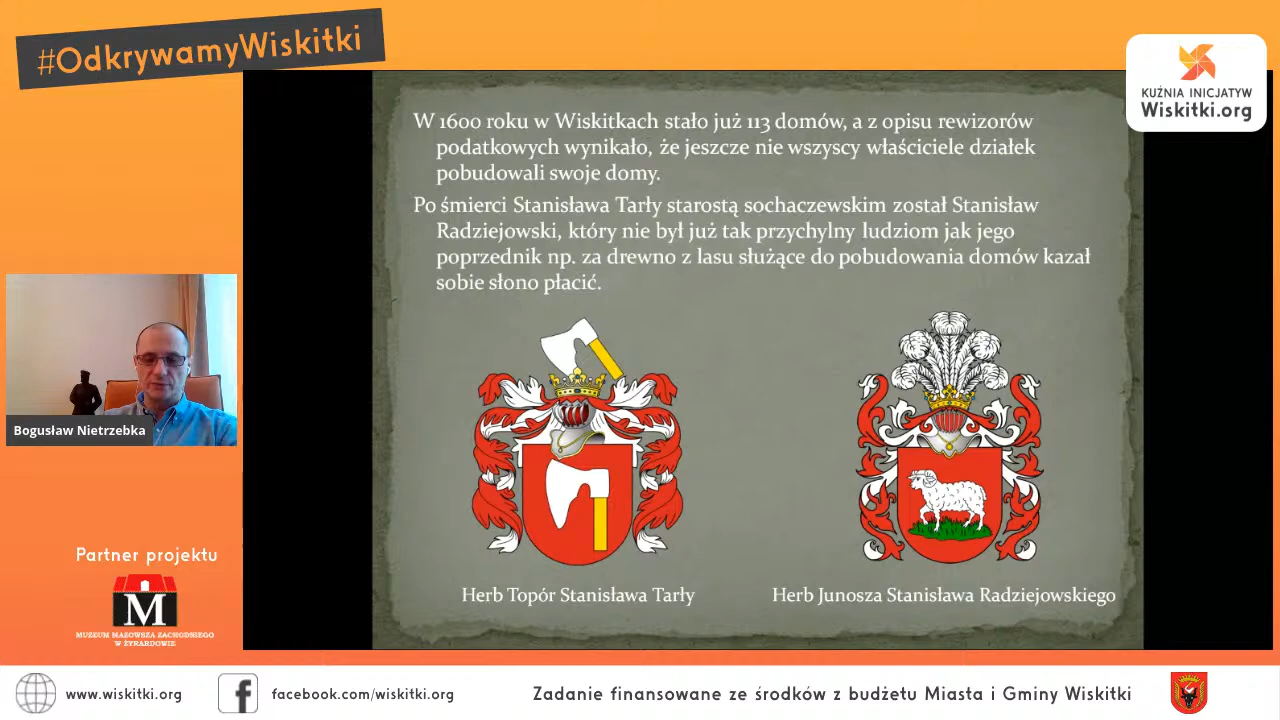 #OdkrywamyWiskitki
KUŹNIA INICJATYW
Wiskitki.org
W 1600 roku w Wiskitkach stało już 113 domów, a z opisu rewizorów
podatkowych wynikało, że jeszcze nie wszyscy właściciele działek
pobudowali swoje domy.
Po śmierci Stanisława Tarły starostą sochaczewskim został Stanisław
Radziejowski, który nie był już tak przychylny ludziom jak jego
poprzednik np. za drewno z lasu służące do pobudowania domów kazał
sobie słono płacić.
Bogusław Nietrzebka
Herb Topór Stanisława Tarły
Herb Junosza Stanisława Radziejowskiego
Partner projektu
M
MUZEUM MAZOWSZA ZACHODNIEGO
W ŻYRARDOWIE
www.wiskitki.org
facebook.com/wiskitki.org
Zadanie finansowane ze środków z budżetu Miasta i Gminy Wiskitki